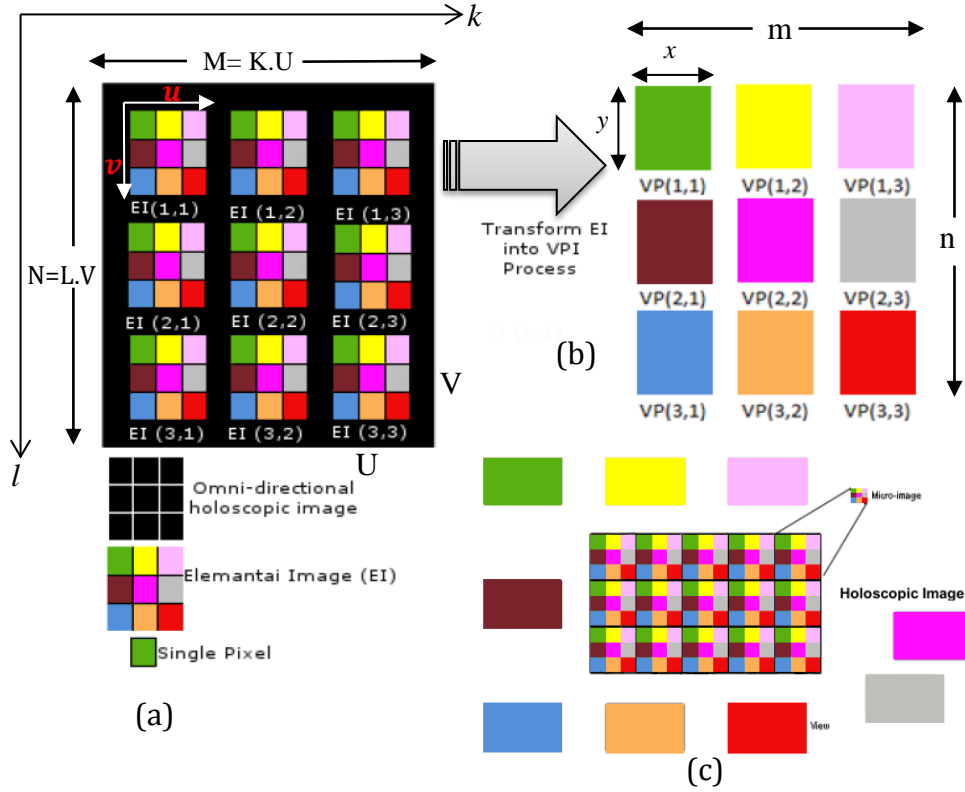 k
M= K.U
m
u
x
v
y
EI(1,1)
EI (1,2)
EI (1,3)
VP(1,1)
VP(1,2)
VP(1,3)
Transform EI
into VPI
Process
N=L.V
n
EI (2,1)
EI (2,2)
EI (2,3)
VP(2,1)
VP(2,2)
VP(2,3)
(b)
V
EI (3,1)
EI (3,2)
EI (3,3)
VP(3,1)
VP(3,2)
VP(3,3)
l
U
Omni-directional
holoscopic image
Micro-image
Elemantai Image (EI)
Holoscopic Image
Single Pixel
(a)
View
(c)